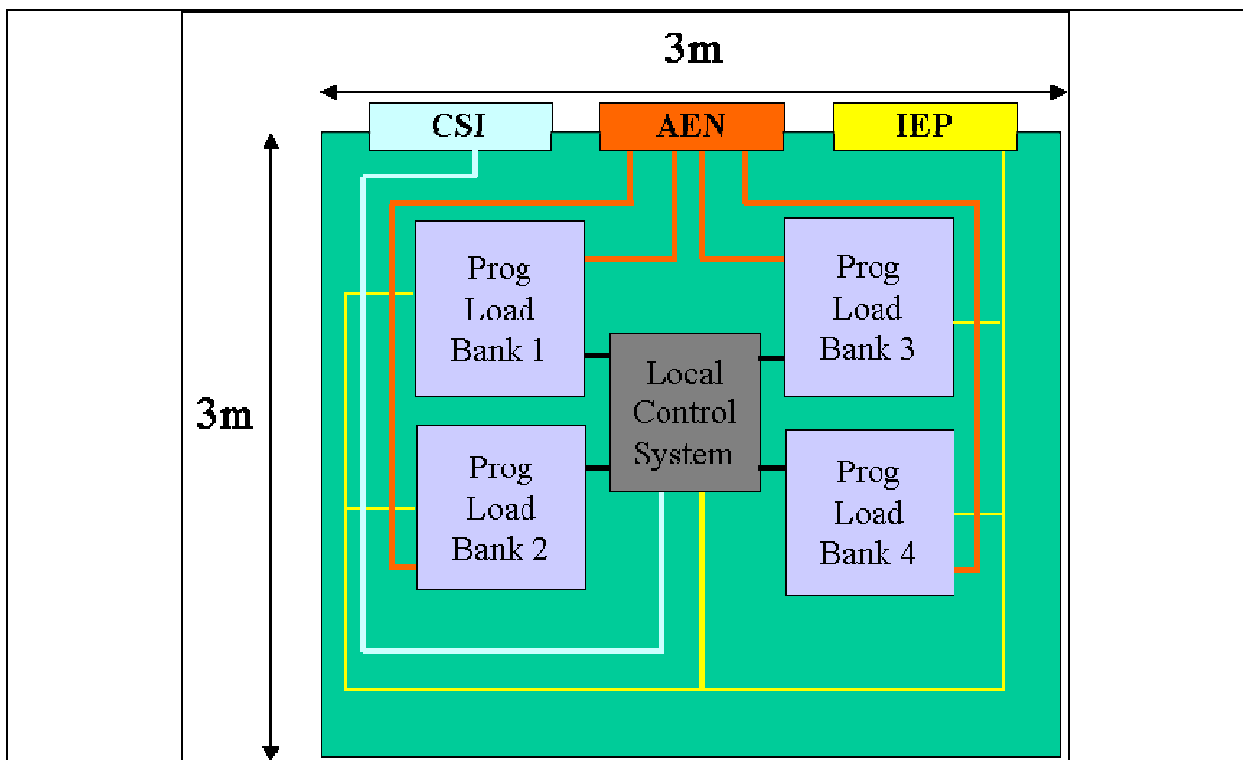 3m
CSI
AEN
IEP
3m
Prog
Load
Bank 1
Prog
Load
Bank 3
Local
Control
System
Prog
Load
Bank 2
Prog
Load
Bank 4